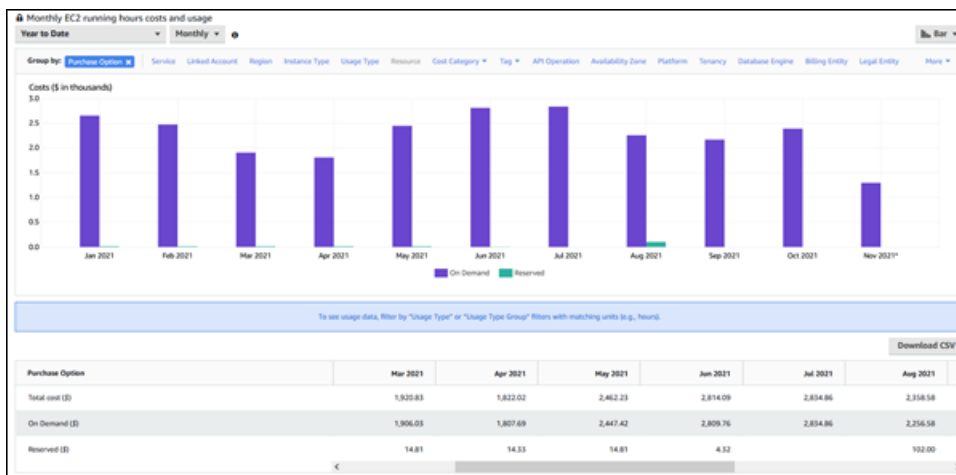 Monthly EC2 running hours costs and usage
Year to Date Monthly Bar
Group by: Purchase Option Service Linked Account Region Instance Type Usage Type Resource Cost Category Tag API Operation Availability Zone Platform Tenancy Database Engine Billing Entity Legal Entity More
Costs ($ in thousands)
3.0
2.5
2.0
1.5
1.0
0.5
0.0
Jan 2021 Feb 2021 Mar 2021 Apr 2021 May 2021 Jun 2021 Jul 2021 Aug 2021 Sep 2021 Oct 2021 Nov 2021*
On Demand Reserved
To see usage data, filter by "Usage Type" or "Usage Type Group" filters with matching units (e.g., hours).
Download CSV
Purchase Option Mar 2021 Apr 2021 May 2021 Jun 2021 Jul 2021 Aug 2021
Total cost ($) 1,920.83 1,822.02 2,462.23 2,814.09 2,834.86 2,358.58
On Demand ($) 1,906.03 1,807.69 2,447.42 2,809.76 2,834.86 2,256.58
Reserved ($) 14.81 14.33 14.81 4.32 102.00